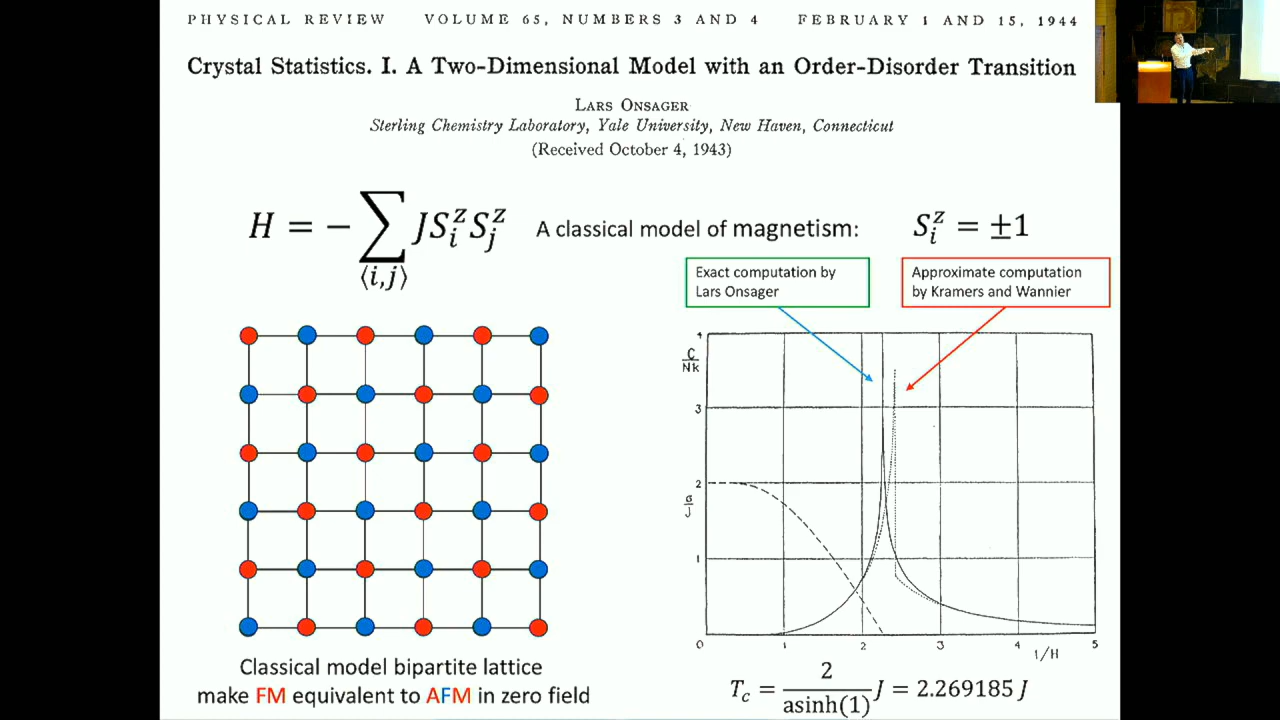 PHYSICAL REVIEW VOLUME 65, NUMBERS 3 AND 4 FEBRUARY 1 AND 15, 1944
Crystal Statistics. I. A Two-Dimensional Model with an Order-Disorder Transition
LARS ONSAGER
Sterling Chemistry Laboratory, Yale University, New Haven, Connecticut
(Received October 4, 1943)
H = − ∑⟨i,j⟩ J S_i^z S_j^z A classical model of magnetism: S_i^z = ±1
Exact computation by
Lars Onsager
Approximate computation
by Kramers and Wannier
4
C/Nk
3
2
σ/J
1
0 1 2 3 4 5
1/H
Classical model bipartite lattice
make FM equivalent to AFM in zero field
T_c = 2/asinh(1) J = 2.269185 J